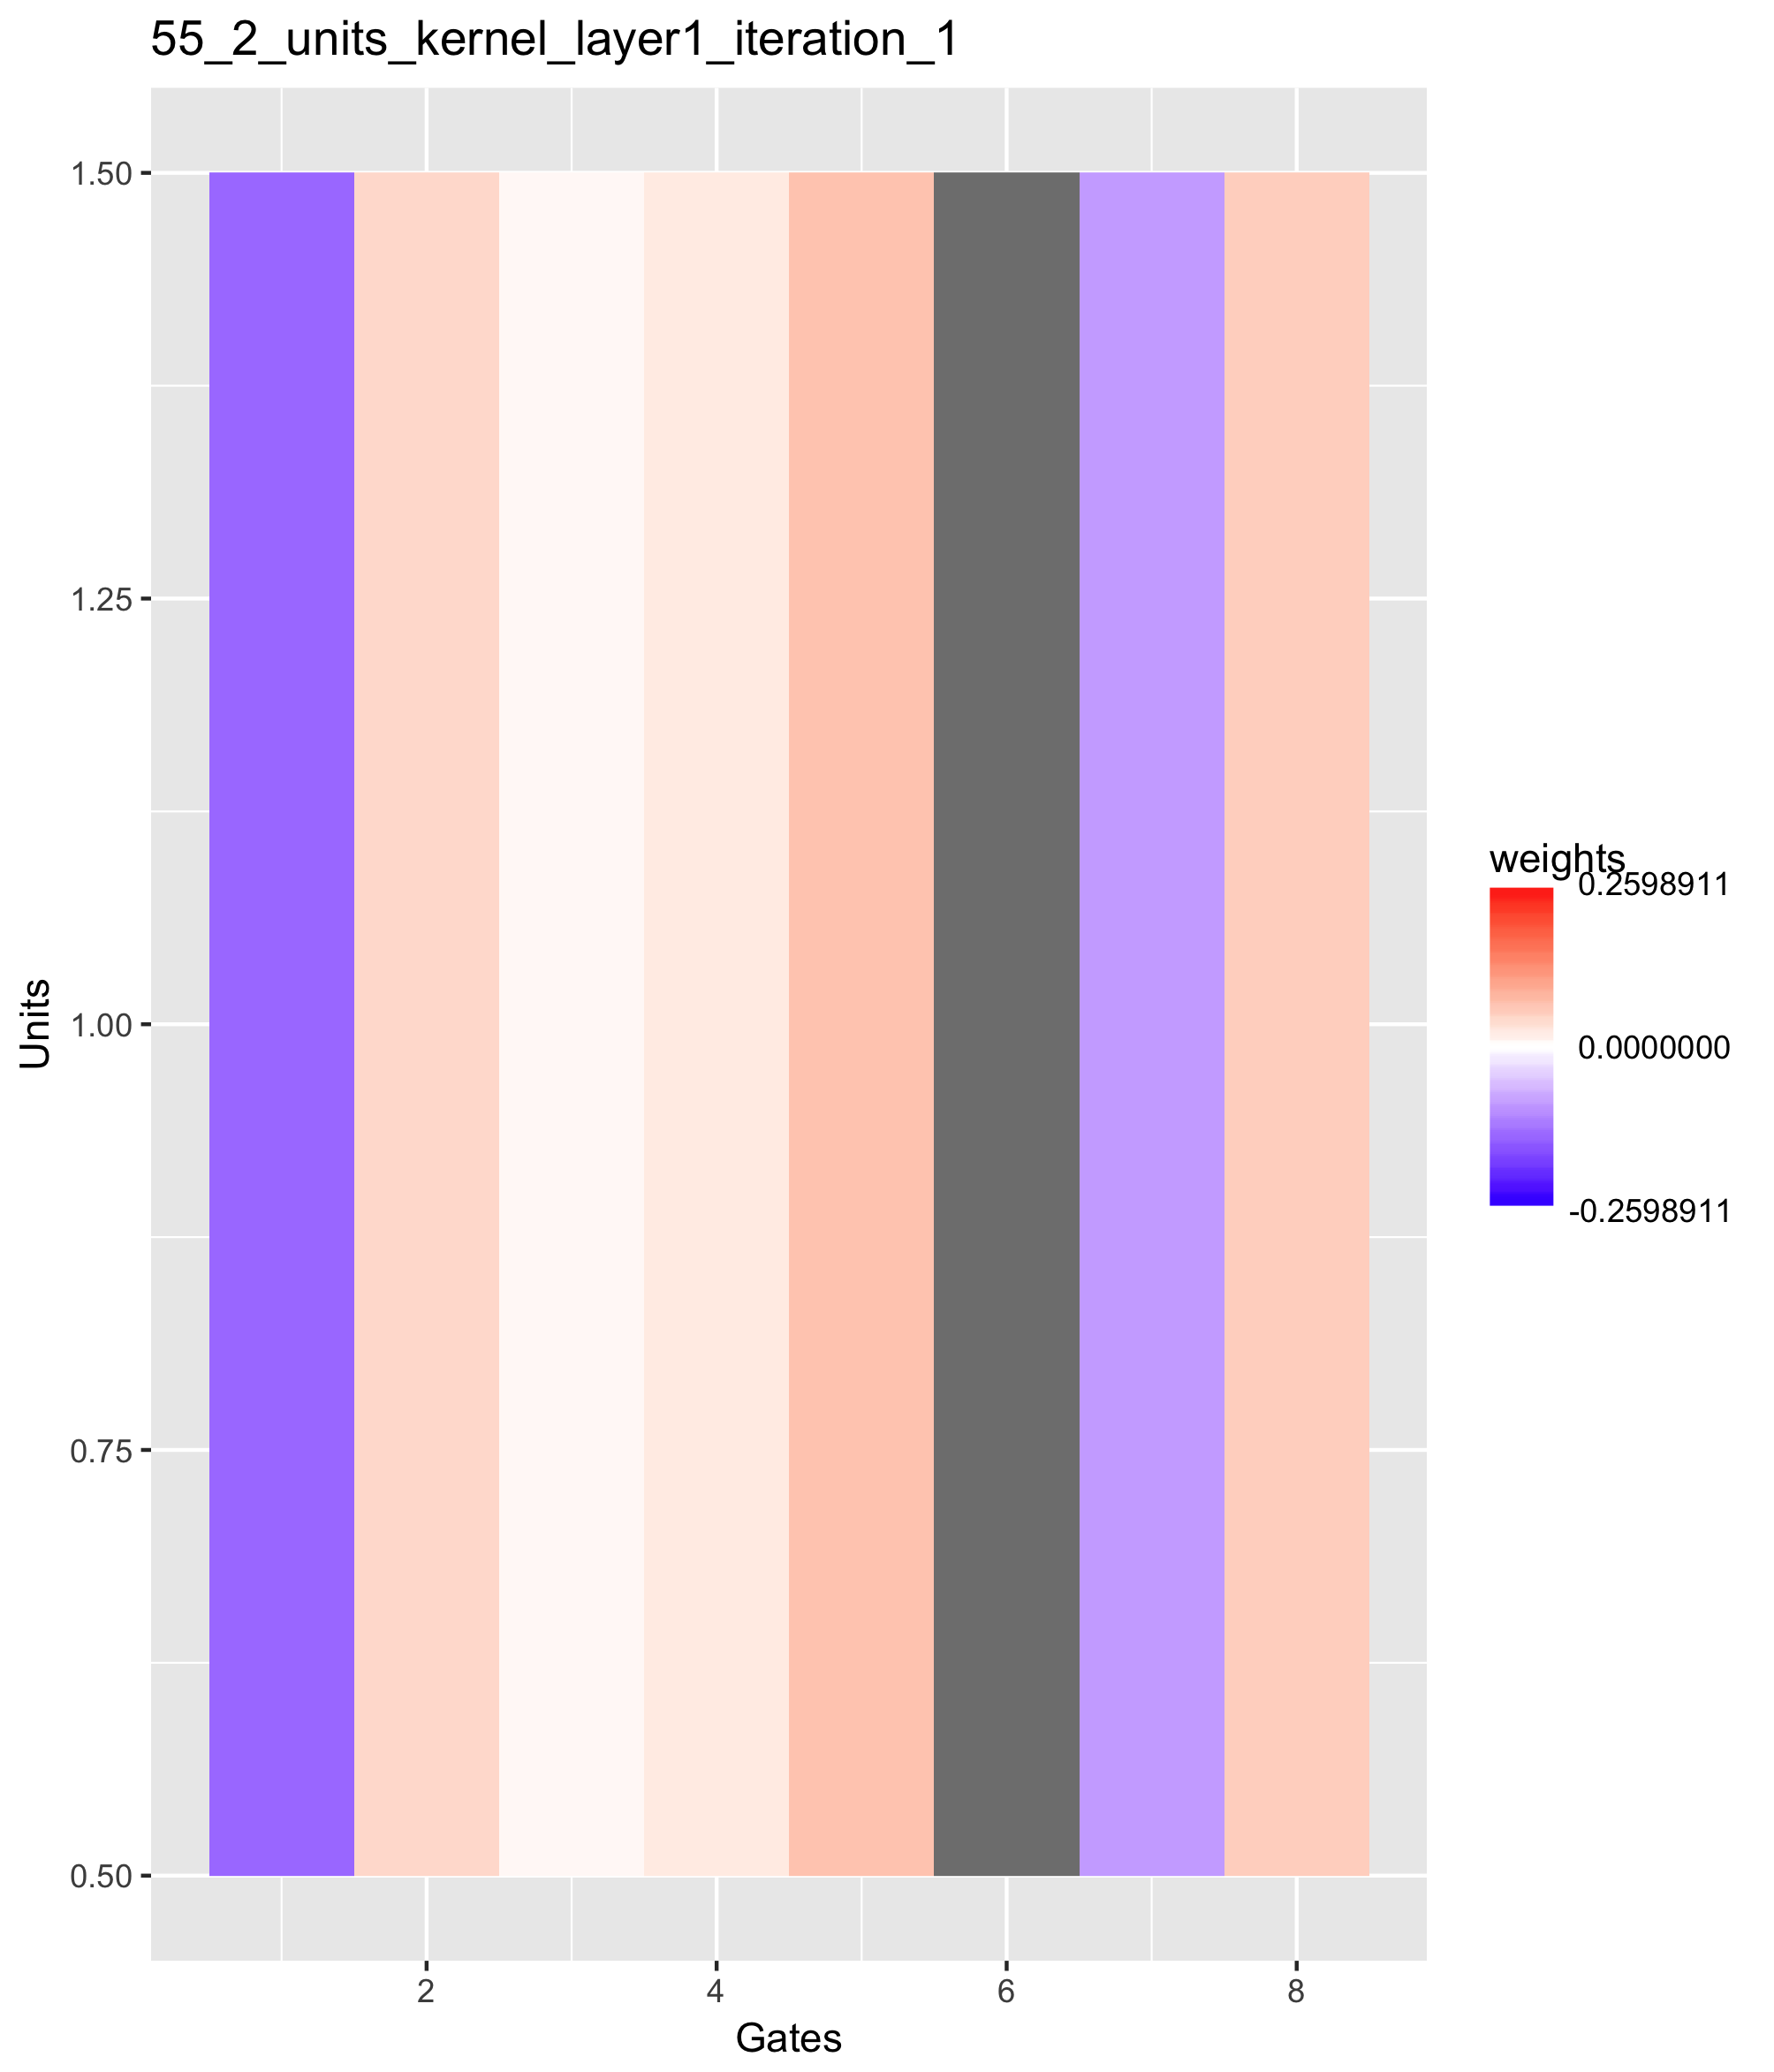 55_2_units_kernel_layer1_iteration_1
1.50
1.25
1.00
0.75
0.50
Units
2 4 6 8
Gates
weights
0.2598911
0.0000000
-0.2598911